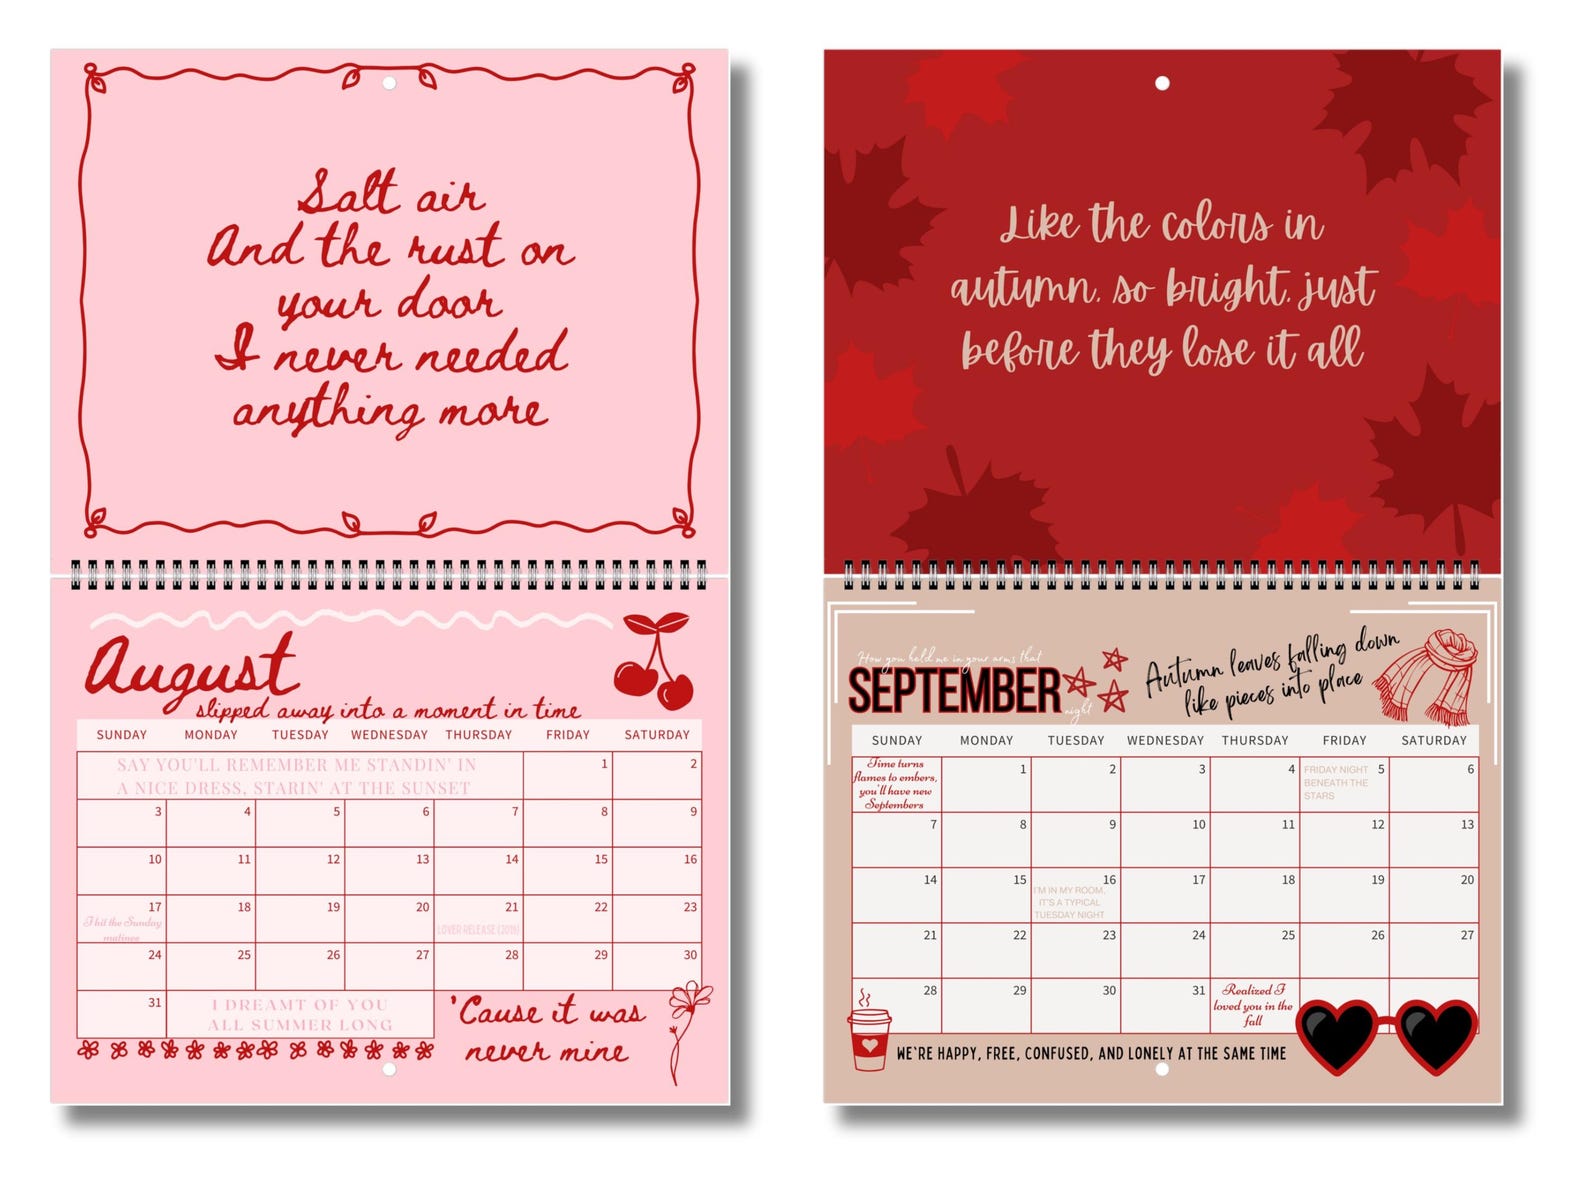 Salt air
And the rust on
your door
I never needed
anything more
August
slipped away into a moment in time
SUNDAY MONDAY TUESDAY WEDNESDAY THURSDAY FRIDAY SATURDAY
SAY YOU'LL REMEMBER ME STANDIN' IN
A NICE DRESS, STARIN' AT THE SUNSET
1 2
3 4 5 6 7 8 9
10 11 12 13 14 15 16
17 18 19 20 21 22 23
I hit the Sunday
matinee
LOVER RELEASE (2019)
24 25 26 27 28 29 30
31
I DREAMT OF YOU
ALL SUMMER LONG
'Cause it was
never mine
Like the colors in
autumn, so bright, just
before they lose it all
How you held me in your arms that
SEPTEMBER
night
Autumn leaves falling down
like pieces into place
SUNDAY MONDAY TUESDAY WEDNESDAY THURSDAY FRIDAY SATURDAY
Time turns
flames to embers,
you'll have new
Septembers
1 2 3 4 5 6
FRIDAY NIGHT
BENEATH THE
STARS
7 8 9 10 11 12 13
14 15 16 17 18 19 20
I'M IN MY ROOM,
IT'S A TYPICAL
TUESDAY NIGHT
21 22 23 24 25 26 27
28 29 30 31
Realized I
loved you in the
fall
WE'RE HAPPY, FREE, CONFUSED, AND LONELY AT THE SAME TIME